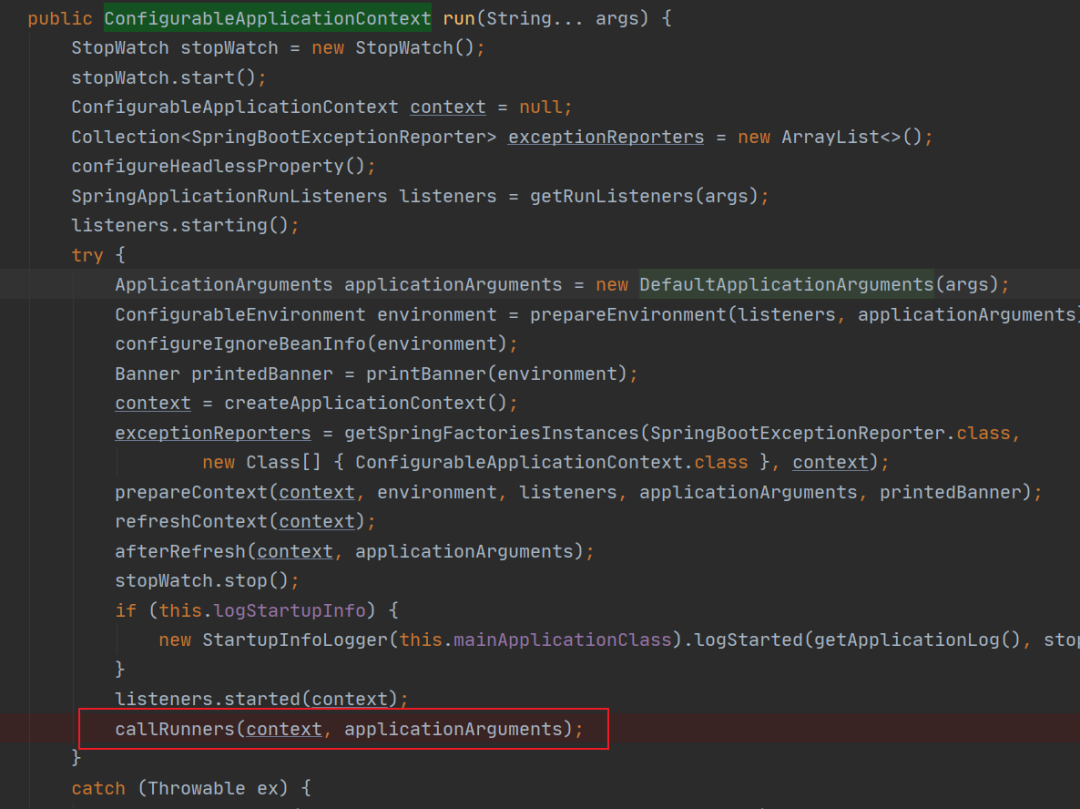 public ConfigurableApplicationContext run(String... args) {
StopWatch stopWatch = new StopWatch();
stopWatch.start();
ConfigurableApplicationContext context = null;
Collection<SpringBootExceptionReporter> exceptionReporters = new ArrayList<>();
configureHeadlessProperty();
SpringApplicationRunListeners listeners = getRunListeners(args);
listeners.starting();
try {
ApplicationArguments applicationArguments = new DefaultApplicationArguments(args);
ConfigurableEnvironment environment = prepareEnvironment(listeners, applicationArguments)
configureIgnoreBeanInfo(environment);
Banner printedBanner = printBanner(environment);
context = createApplicationContext();
exceptionReporters = getSpringFactoriesInstances(SpringBootExceptionReporter.class,
new Class[] { ConfigurableApplicationContext.class }, context);
prepareContext(context, environment, listeners, applicationArguments, printedBanner);
refreshContext(context);
afterRefresh(context, applicationArguments);
stopWatch.stop();
if (this.logStartupInfo) {
new StartupInfoLogger(this.mainApplicationClass).logStarted(getApplicationLog(), stop
}
listeners.started(context);
callRunners(context, applicationArguments);
}
catch (Throwable ex) {